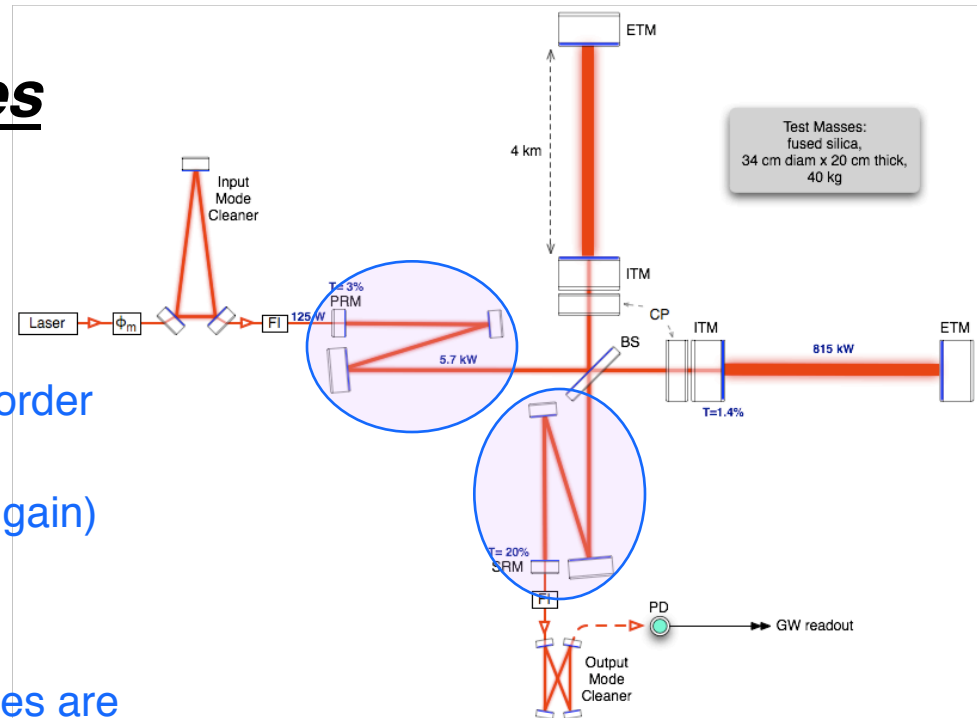 es
order
gain)
es are
ETM
4 km
Test Masses:
fused silica,
34 cm diam x 20 cm thick,
40 kg
Input
Mode
Cleaner
ITM
T= 3%
PRM
CP
ITM
ETM
Laser
Φm
FI
125 W
BS
815 kW
5.7 kW
T=1.4%
T= 20%
SRM
FI
PD
GW readout
Output
Mode
Cleaner